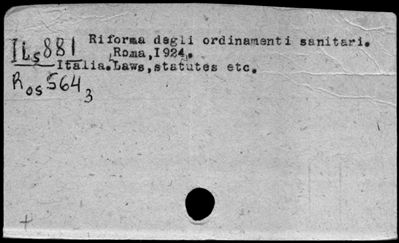 ILs881 Riforma degli ordinamenti sanitari.
Roma,1924.
Italia.Laws,statutes etc.
Ros564
3